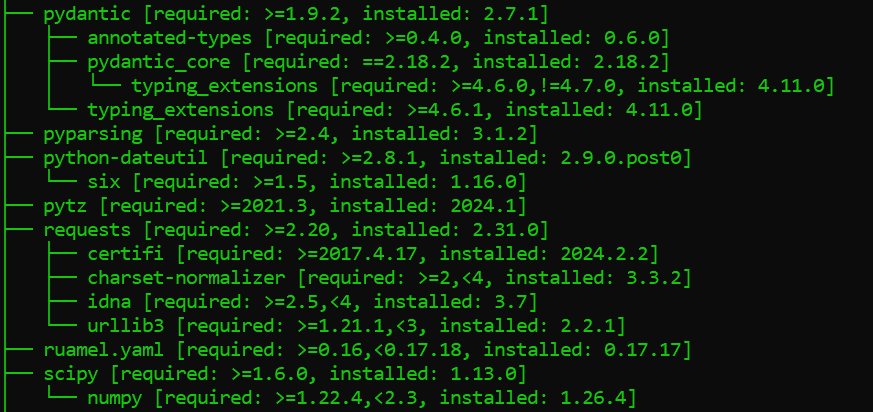 ├── pydantic [required: >=1.9.2, installed: 2.7.1]
│   ├── annotated-types [required: >=0.4.0, installed: 0.6.0]
│   ├── pydantic_core [required: ==2.18.2, installed: 2.18.2]
│   │   └── typing_extensions [required: >=4.6.0,!=4.7.0, installed: 4.11.0]
│   └── typing_extensions [required: >=4.6.1, installed: 4.11.0]
├── pyparsing [required: >=2.4, installed: 3.1.2]
├── python-dateutil [required: >=2.8.1, installed: 2.9.0.post0]
│   └── six [required: >=1.5, installed: 1.16.0]
├── pytz [required: >=2021.3, installed: 2024.1]
├── requests [required: >=2.20, installed: 2.31.0]
│   ├── certifi [required: >=2017.4.17, installed: 2024.2.2]
│   ├── charset-normalizer [required: >=2,<4, installed: 3.3.2]
│   ├── idna [required: >=2.5,<4, installed: 3.7]
│   └── urllib3 [required: >=1.21.1,<3, installed: 2.2.1]
├── ruamel.yaml [required: >=0.16,<0.17.18, installed: 0.17.17]
├── scipy [required: >=1.6.0, installed: 1.13.0]
│   └── numpy [required: >=1.22.4,<2.3, installed: 1.26.4]